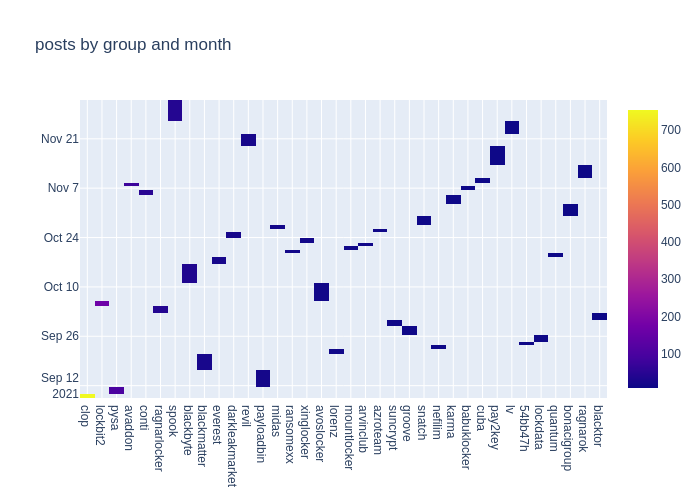 posts by group and month
Nov 21
Nov 7
Oct 24
Oct 10
Sep 26
Sep 12
2021
700
600
500
400
300
200
100
clop
lockbit2
pysa
avaddon
conti
ragnarlocker
spook
blackbyte
blackmatter
everest
darkleakmarket
revil
payloadbin
midas
ransomexx
xinglocker
avoslocker
lorenz
mountlocker
arvinclub
azroteam
suncrypt
groove
snatch
nefilim
karma
babuklocker
cuba
pay2key
lv
54bb47h
lockdata
quantum
bonacigroup
ragnarok
blacktor